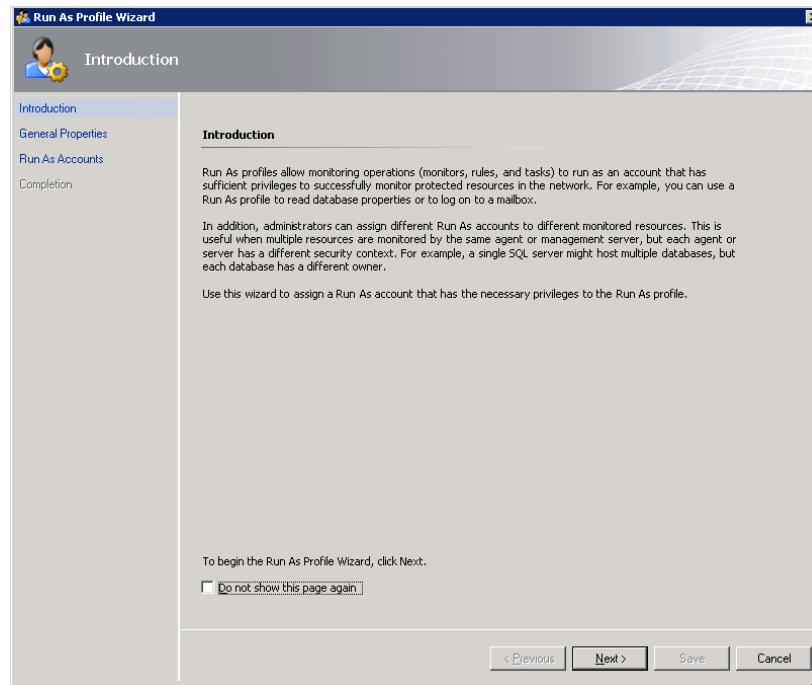 Run As Profile Wizard
Introduction
Introduction
General Properties
Run As Accounts
Completion
Introduction
Run As profiles allow monitoring operations (monitors, rules, and tasks) to run as an account that has
sufficient privileges to successfully monitor protected resources in the network. For example, you can use a
Run As profile to read database properties or to log on to a mailbox.
In addition, administrators can assign different Run As accounts to different monitored resources. This is
useful when multiple resources are monitored by the same agent or management server, but each agent or
server has a different security context. For example, a single SQL server might host multiple databases, but
each database has a different owner.
Use this wizard to assign a Run As account that has the necessary privileges to the Run As profile.
To begin the Run As Profile Wizard, click Next.
Do not show this page again
< Previous Next > Save Cancel